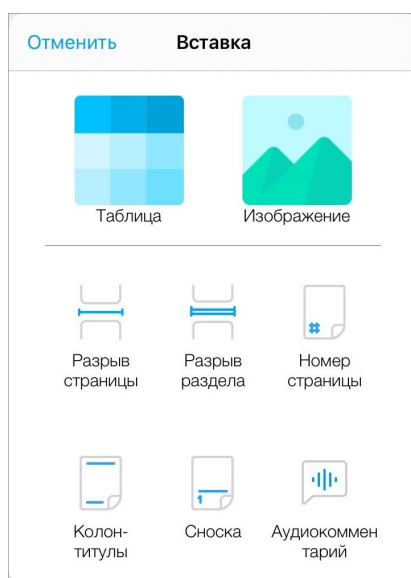 Отменить Вставка
Таблица Изображение
Разрыв Разрыв Номер
страницы раздела страницы
Колон- Сноска Аудиокоммен
титулы тарий